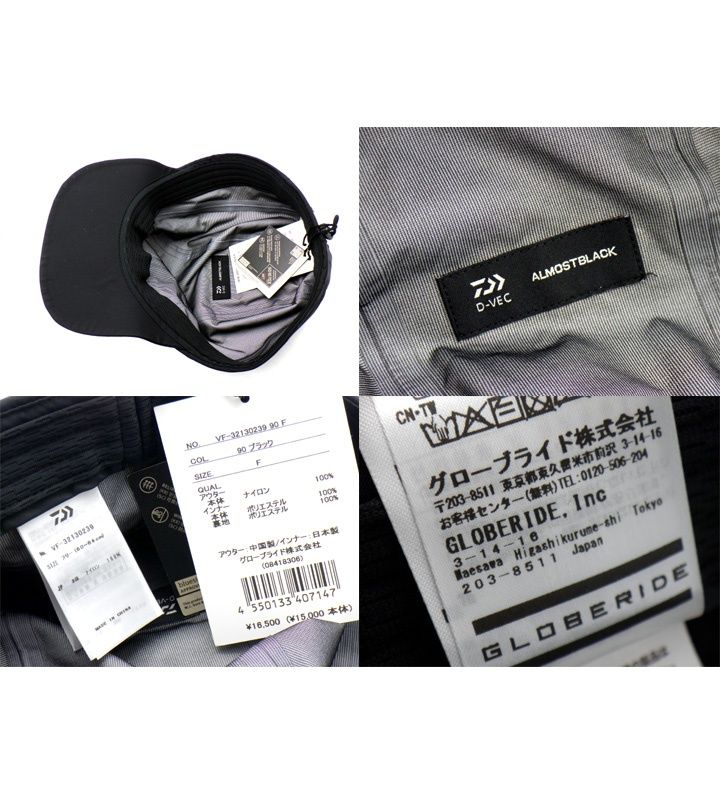 D-VEC
ALMOSTBLACK
D-VEC ALMOSTBLACK
NO. VF-32130239 90 F
COL. 90 ブラック
SIZE F
QUAL
アウター
本体 ナイロン 100%
インナー
本体 ポリエステル 100%
裏地 ポリエステル 100%
アウター:中国製/インナー:日本製
グローブライド株式会社
(08418306)
4 550133 407147
¥16,500 (¥15,000 本体)
№ VF-32130239
MADE IN CHINA
blues
APPROVED
CN・TW
グローブライド株式会社
〒203-8511 東京都東久留米市前沢 3-14-16
お客様センター(無料)TEL:0120-506-204
GLOBERIDE,Inc
3-14-16
Maesawa Higashikurume-shi Tokyo
203-8511 Japan
GLOBERIDE